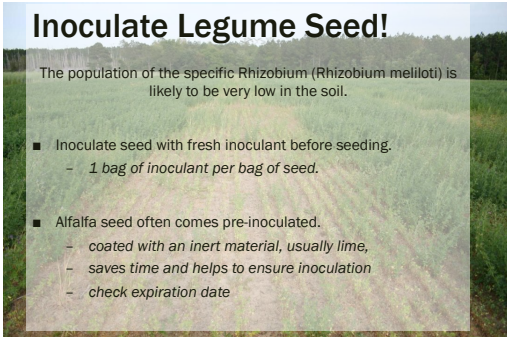 Inoculate Legume Seed!
The population of the specific Rhizobium (Rhizobium meliloti) is
likely to be very low in the soil.
■ Inoculate seed with fresh inoculant before seeding.
– 1 bag of inoculant per bag of seed.
■ Alfalfa seed often comes pre-inoculated.
– coated with an inert material, usually lime,
– saves time and helps to ensure inoculation
– check expiration date